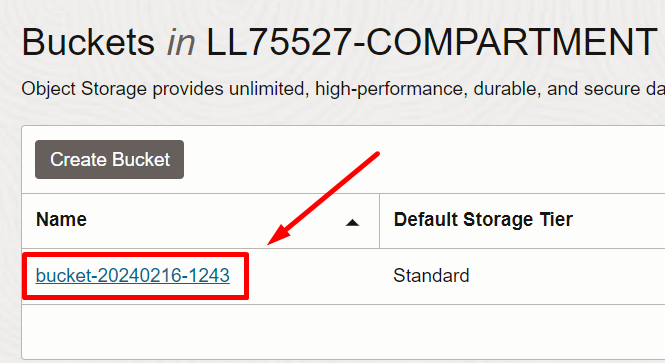 Buckets in LL75527-COMPARTMENT
Object Storage provides unlimited, high-performance, durable, and secure
Create Bucket
Name Default Storage Tier
bucket-20240216-1243 Standard